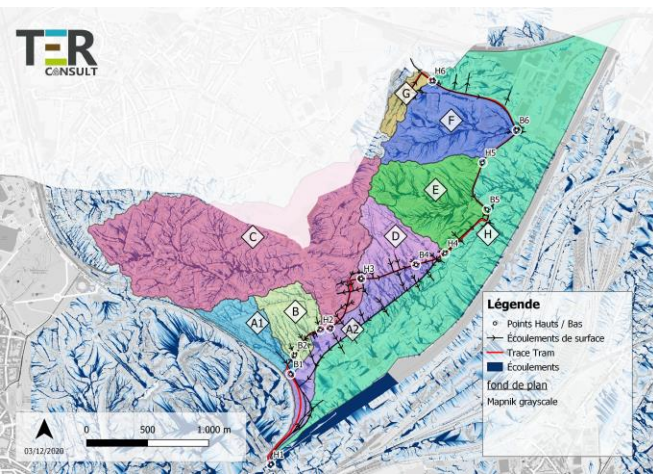 TER
CONSULT
H6
G
F
B6
H5
E
B5
C
D
H
H4
B4
H3
B
A1
H2
A2
B2
B1
H1
Légende
Points Hauts / Bas
Écoulements de surface
Trace Tram
Écoulements
fond de plan
Mapnik grayscale
0 500 1.000 m
03/12/2020